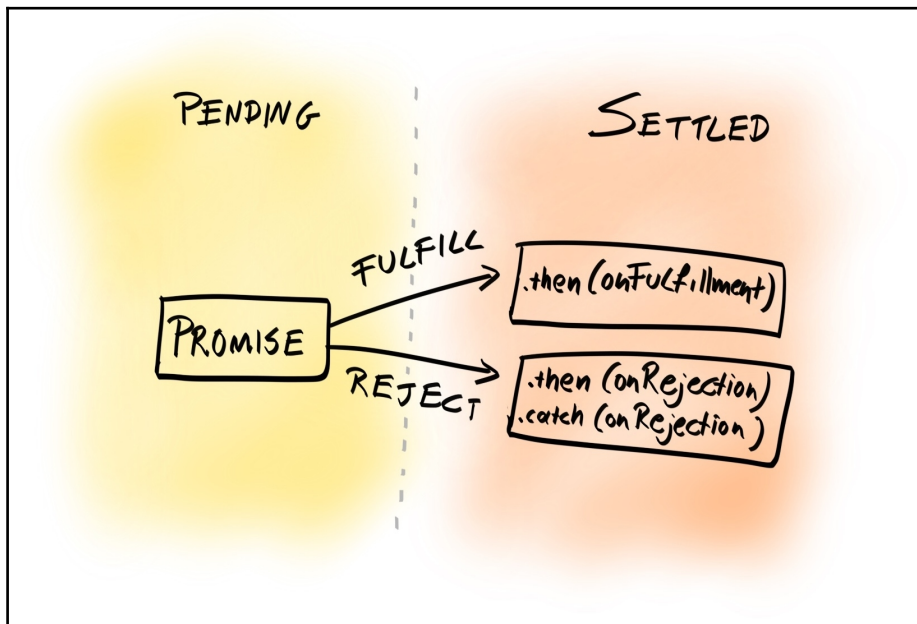 PENDING
SETTLED
FULFILL
.then (onFulfillment)
PROMISE
REJECT
.then (onRejection)
.catch (onRejection)